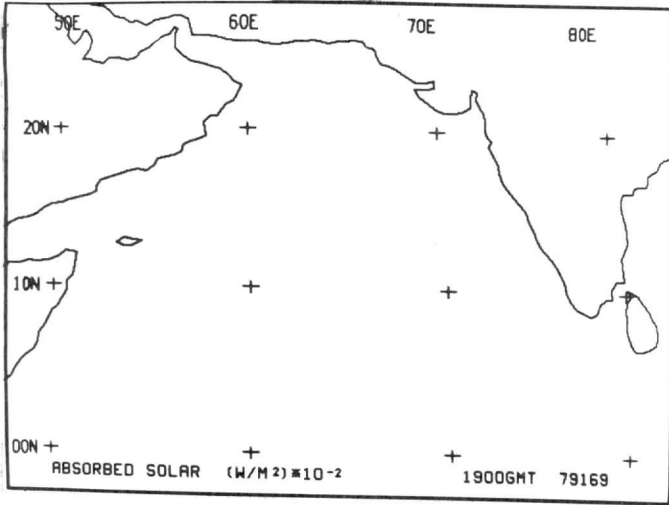 50E 60E 70E 80E
20N
10N
00N
ABSORBED SOLAR (W/M²)*10⁻²
1900GMT 79169